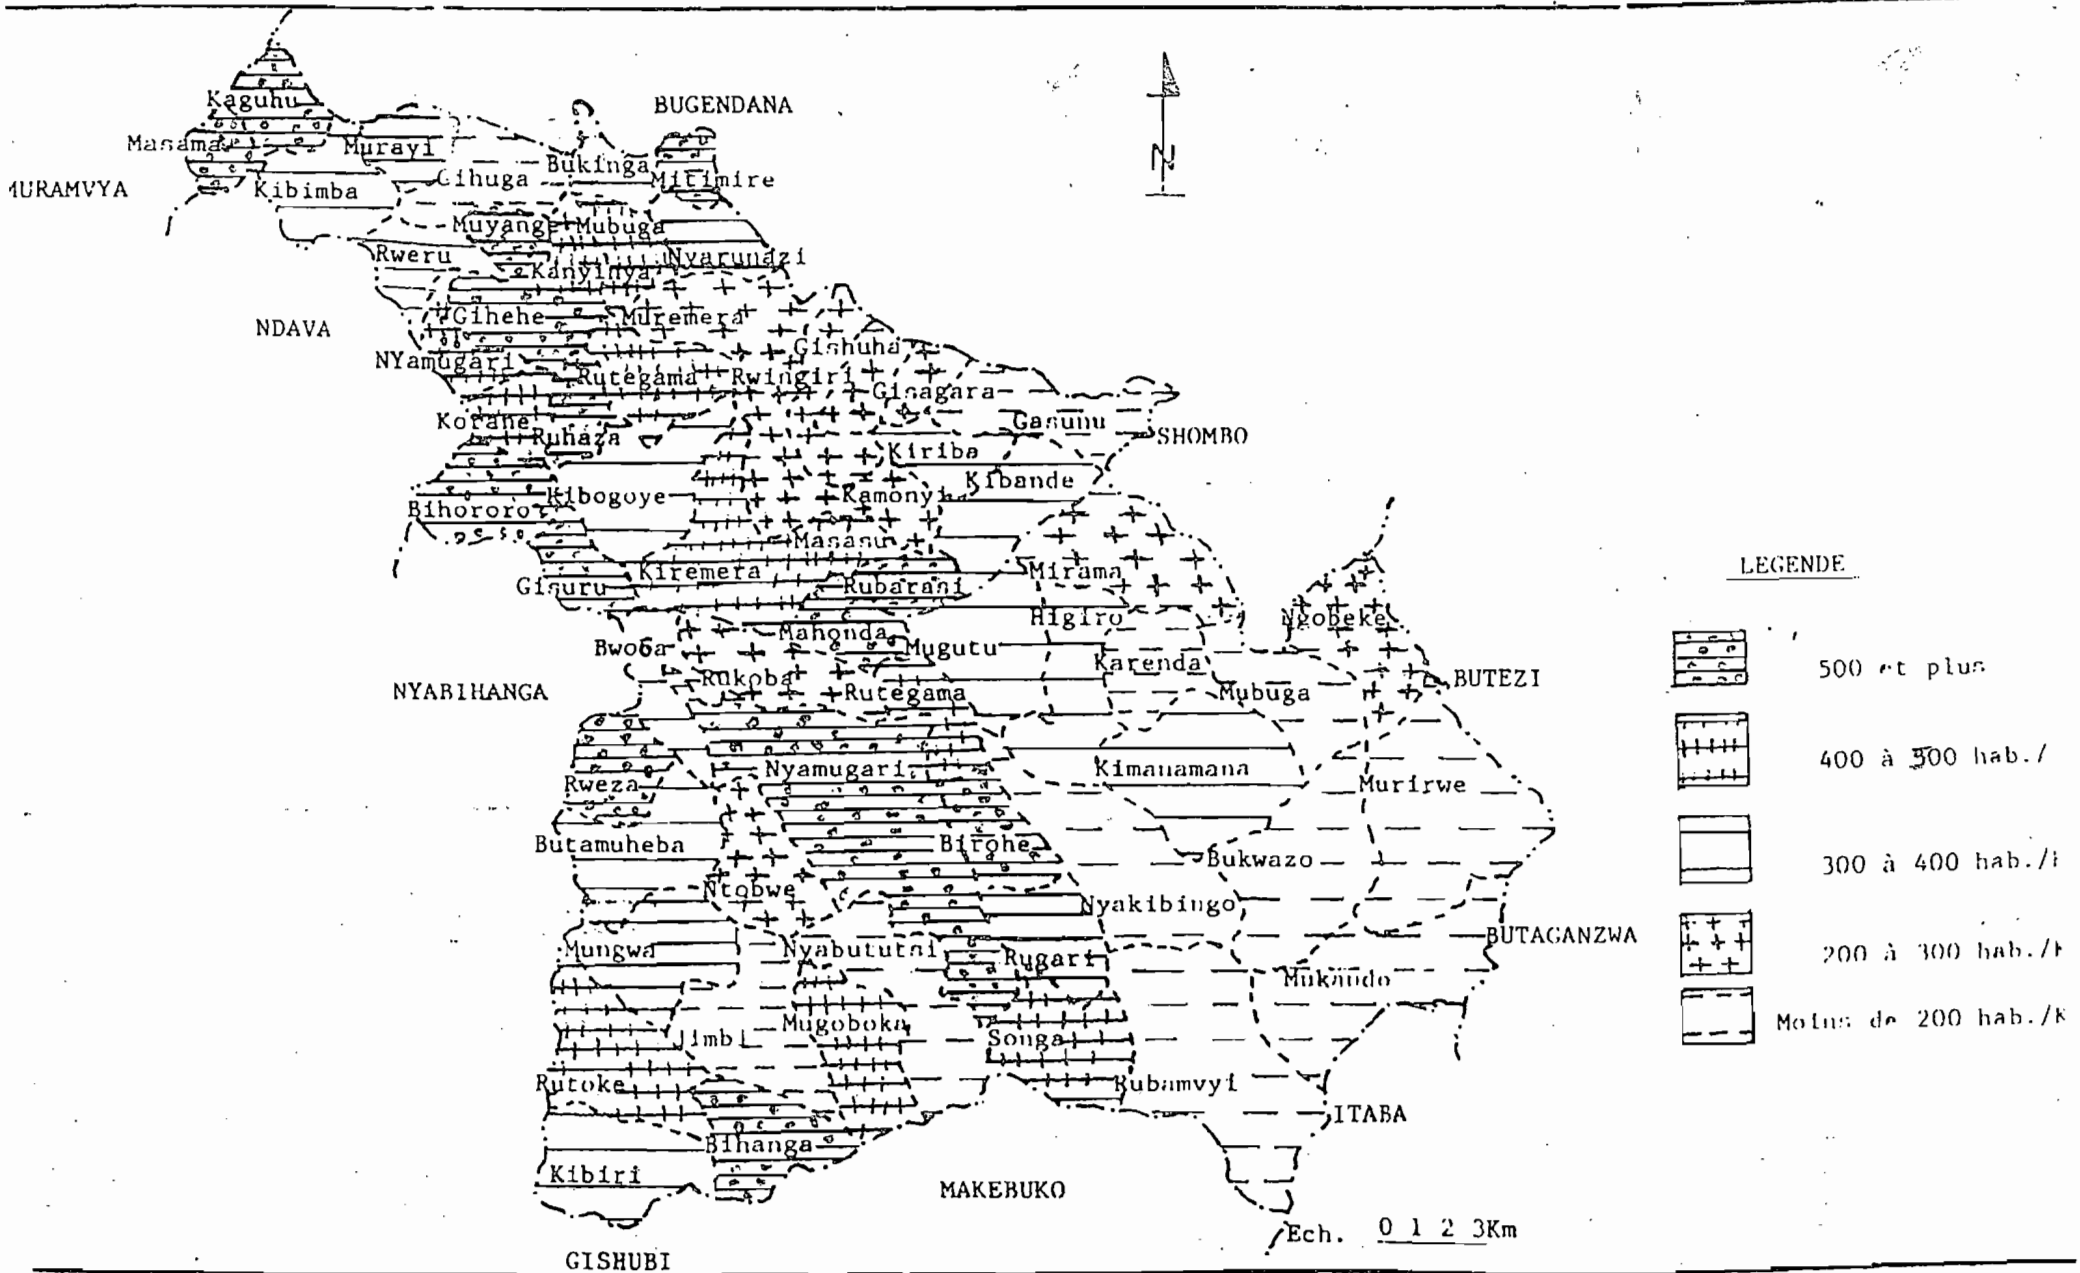 BUGENDANA
Kaguhu
Masama
Murayi
N
Bukinga
Mitimire
Gihuga
MURAMVYA
Kibimba
Muyange
Mubuga
Rweru
Nyarunazi
Kanyinya
NDAVA
Gihehe
Muremera
Gishuha
NYamugari
Rutegama
Rwingiri
Gisagara
Korane
Ruhaza
Gasunu
SHOMBO
Kiriba
Kibande
Kibogoye
Kamonyi
Bihororo
Masasu
Kiremera
Mirama
Gisuru
Rubarasi
LEGENDE
Higiro
Ngobeke
Mahonda
Bwoba
Mugutu
Karenda
500 et plus
NYABIHANGA
Rukoba
Rutegama
Mubuga
BUTEZI
400 à 500 hab./
Nyamugari
Kimanamana
Rweza
Murirwe
Butamuheba
Birohe
Bukwazo
300 à 400 hab./
Ntobwe
Nyakibingo
Mungwa
Nyabututsi
Rugari
BUTAGANZWA
200 à 300 hab./K
Mukando
Mugoboka
Jimbi
Songa
Moins de 200 hab./K
Rutoke
Rubamvyi
ITABA
Bihanga
Kibiri
MAKEBUKO
Ech. 0 1 2 3Km
GISHUBI